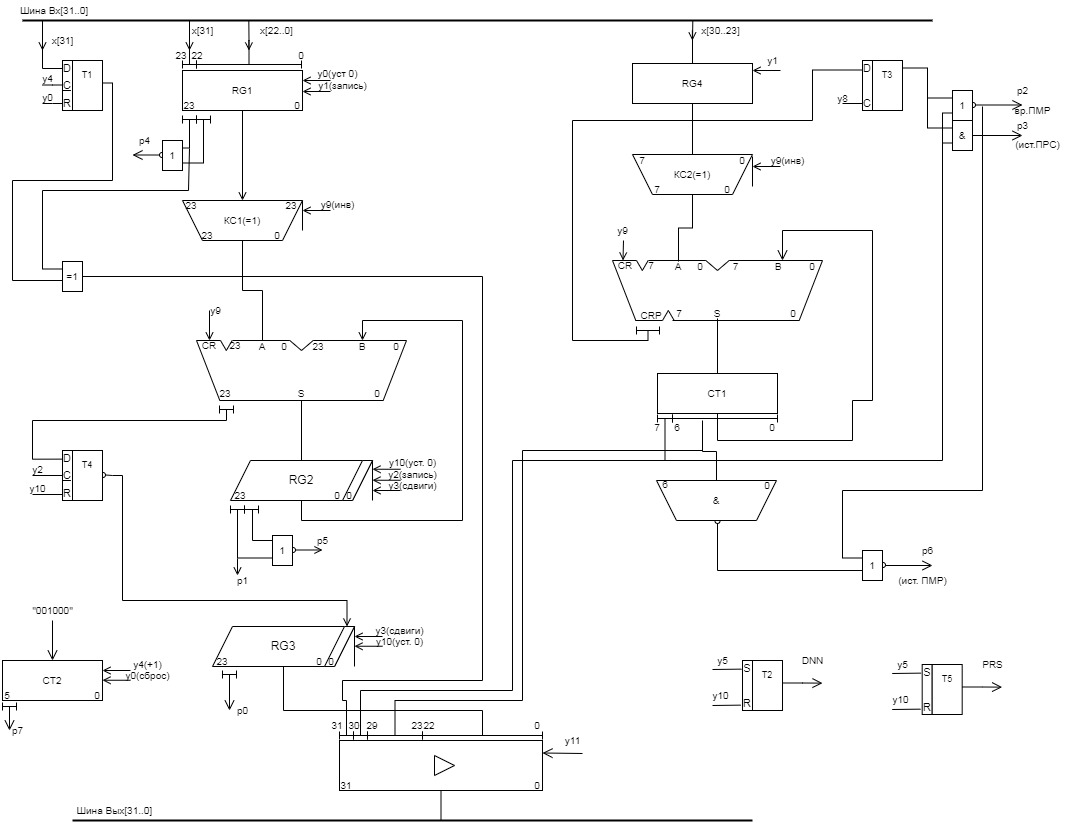 Шина Вх[31..0]
x[31]
x[31]
x[22..0]
x[30..23]
23 22 0
D
C
R
T1
y4
y0
RG1
23 0
y0(уст 0)
y1(запись)
RG4
y1
D
C
T3
y8
1
&
p2
вр.ПМР
p3
(ист.ПРС)
p4
1
23 23
КС1(=1)
23 0
y9(инв)
7 0
КС2(=1)
7 0
y9(инв)
=1
y9
CR 7 A 0 7 B 0
CRP 7 S 0
y9
CR 23 A 0 23 B 0
23 S 0
СТ1
7 6 0
D
C
R
T4
y2
y10
RG2
23 0 0
y10(уст. 0)
y2(запись)
y3(сдвиги)
6 0
&
1
p5
p1
1
p6
(ист. ПМР)
"001000"
СТ2
5 0
y4(+1)
y0(сброс)
p7
RG3
23 0 0
y3(сдвиги)
y10(уст. 0)
p0
y5
y10
S
R
T2
DNN
y5
y10
S
R
T5
PRS
31 30 29 23 22 0
31 0
y11
Шина Вых[31..0]